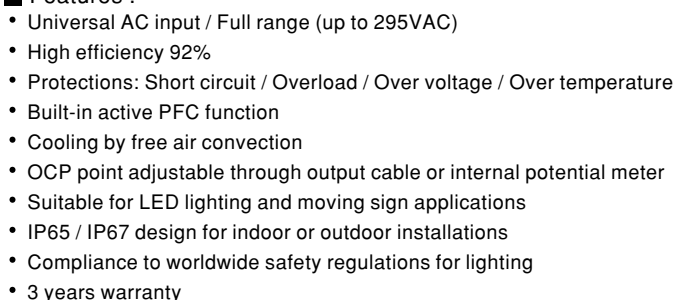 Features :
• Universal AC input / Full range (up to 295VAC)
• High efficiency 92%
• Protections: Short circuit / Overload / Over voltage / Over temperature
• Built-in active PFC function
• Cooling by free air convection
• OCP point adjustable through output cable or internal potential meter
• Suitable for LED lighting and moving sign applications
• IP65 / IP67 design for indoor or outdoor installations
• Compliance to worldwide safety regulations for lighting
• 3 years warranty